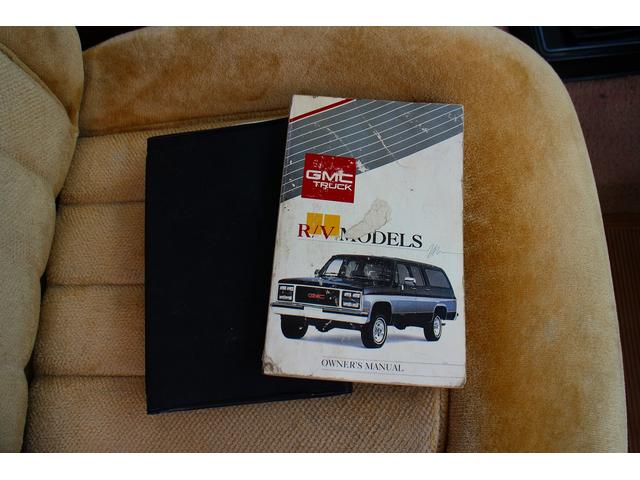 GMC
TRUCK
R/V MODELS
GMC
OWNER'S MANUAL